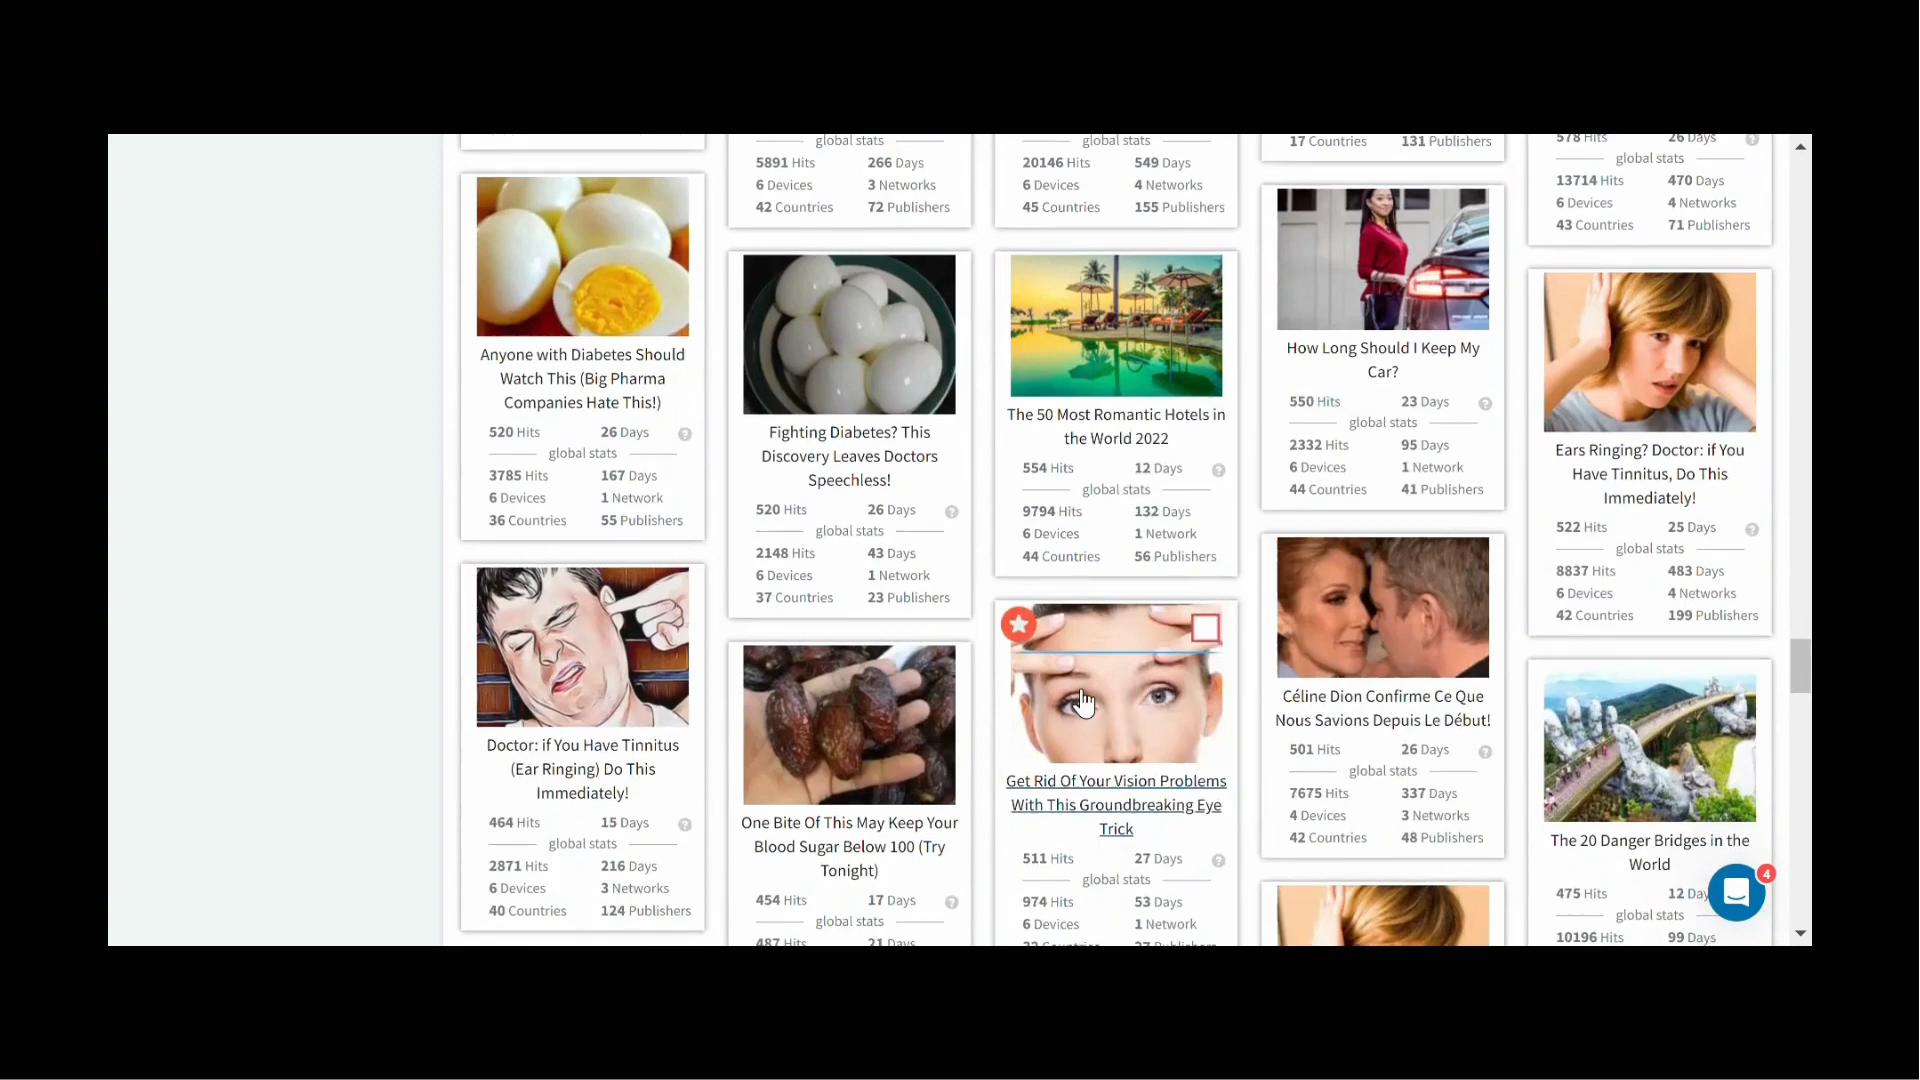 global stats
5891 Hits 266 Days
6 Devices 3 Networks
42 Countries 72 Publishers
global stats
20146 Hits 549 Days
6 Devices 4 Networks
45 Countries 155 Publishers
17 Countries 131 Publishers
578 Hits 26 Days
global stats
13714 Hits 470 Days
6 Devices 4 Networks
43 Countries 71 Publishers
Anyone with Diabetes Should
Watch This (Big Pharma
Companies Hate This!)
520 Hits 26 Days
global stats
3785 Hits 167 Days
6 Devices 1 Network
36 Countries 55 Publishers
Doctor: if You Have Tinnitus
(Ear Ringing) Do This
Immediately!
464 Hits 15 Days
global stats
2871 Hits 216 Days
6 Devices 3 Networks
40 Countries 124 Publishers
Fighting Diabetes? This
Discovery Leaves Doctors
Speechless!
520 Hits 26 Days
global stats
2148 Hits 43 Days
6 Devices 1 Network
37 Countries 23 Publishers
One Bite Of This May Keep Your
Blood Sugar Below 100 (Try
Tonight)
454 Hits 17 Days
global stats
487 Hits 21 Days
The 50 Most Romantic Hotels in
the World 2022
554 Hits 12 Days
global stats
9794 Hits 132 Days
6 Devices 1 Network
44 Countries 56 Publishers
Get Rid Of Your Vision Problems
With This Groundbreaking Eye
Trick
511 Hits 27 Days
global stats
974 Hits 53 Days
6 Devices 1 Network
How Long Should I Keep My
Car?
550 Hits 23 Days
global stats
2332 Hits 95 Days
6 Devices 1 Network
44 Countries 41 Publishers
Céline Dion Confirme Ce Que
Nous Savions Depuis Le Début!
501 Hits 26 Days
global stats
7675 Hits 337 Days
4 Devices 3 Networks
42 Countries 48 Publishers
Ears Ringing? Doctor: if You
Have Tinnitus, Do This
Immediately!
522 Hits 25 Days
global stats
8837 Hits 483 Days
6 Devices 4 Networks
42 Countries 199 Publishers
The 20 Danger Bridges in the
World
475 Hits 12 Day
global stats
10196 Hits 99 Days
4